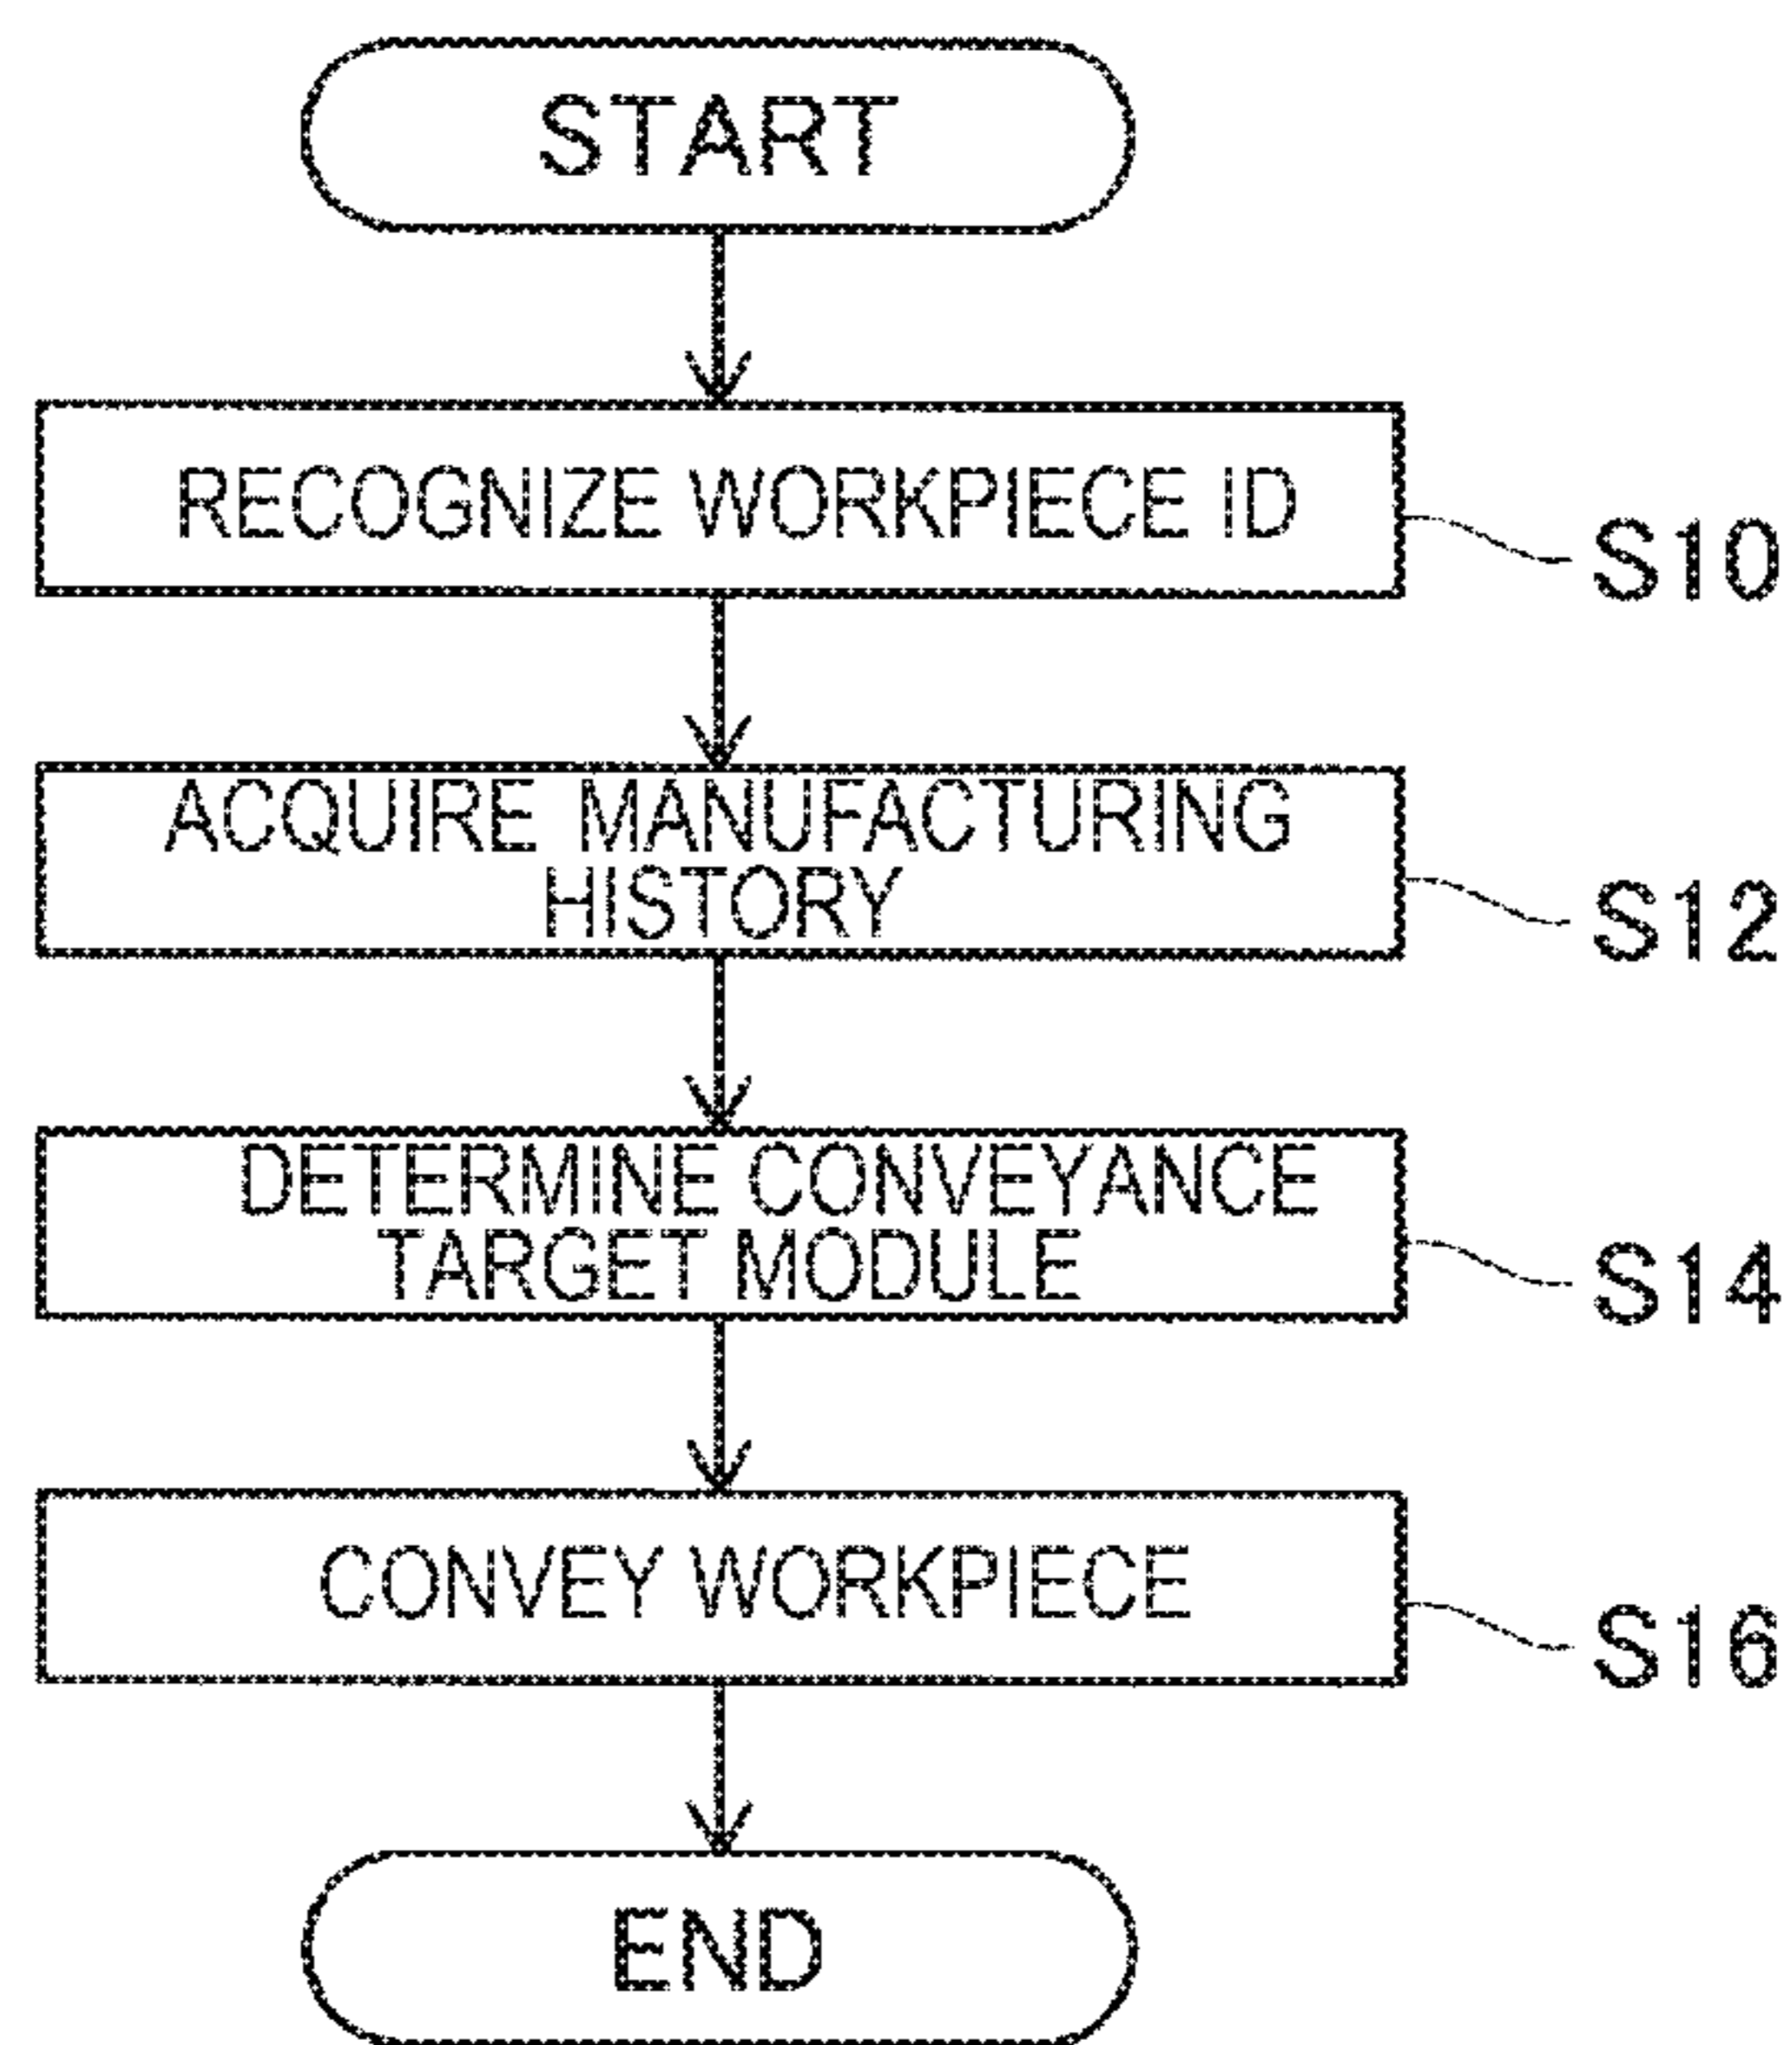 START
RECOGNIZE WORKPIECE ID
S10
ACQUIRE MANUFACTURING
HISTORY
S12
DETERMINE CONVEYANCE
TARGET MODULE
S14
CONVEY WORKPIECE
S16
END